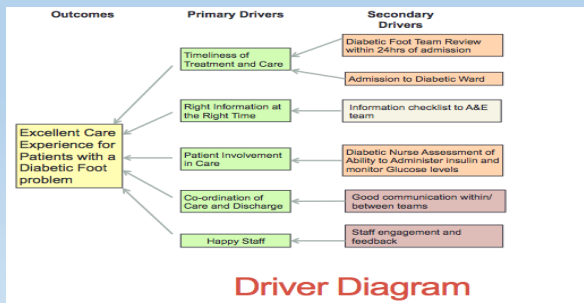 Outcomes
Primary Drivers
Secondary
Drivers
Timeliness of
Treatment and Care
Diabetic Foot Team Review
within 24hrs of admission
Admission to Diabetic Ward
Right Information at
the Right Time
Information checklist to A&E
team
Excellent Care
Experience for
Patients with a
Diabetic Foot
problem
Patient Involvement
in Care
Diabetic Nurse Assessment of
Ability to Administer insulin and
monitor Glucose levels
Co-ordination of
Care and Discharge
Good communication within/
between teams
Happy Staff
Staff engagement and
feedback
Driver Diagram